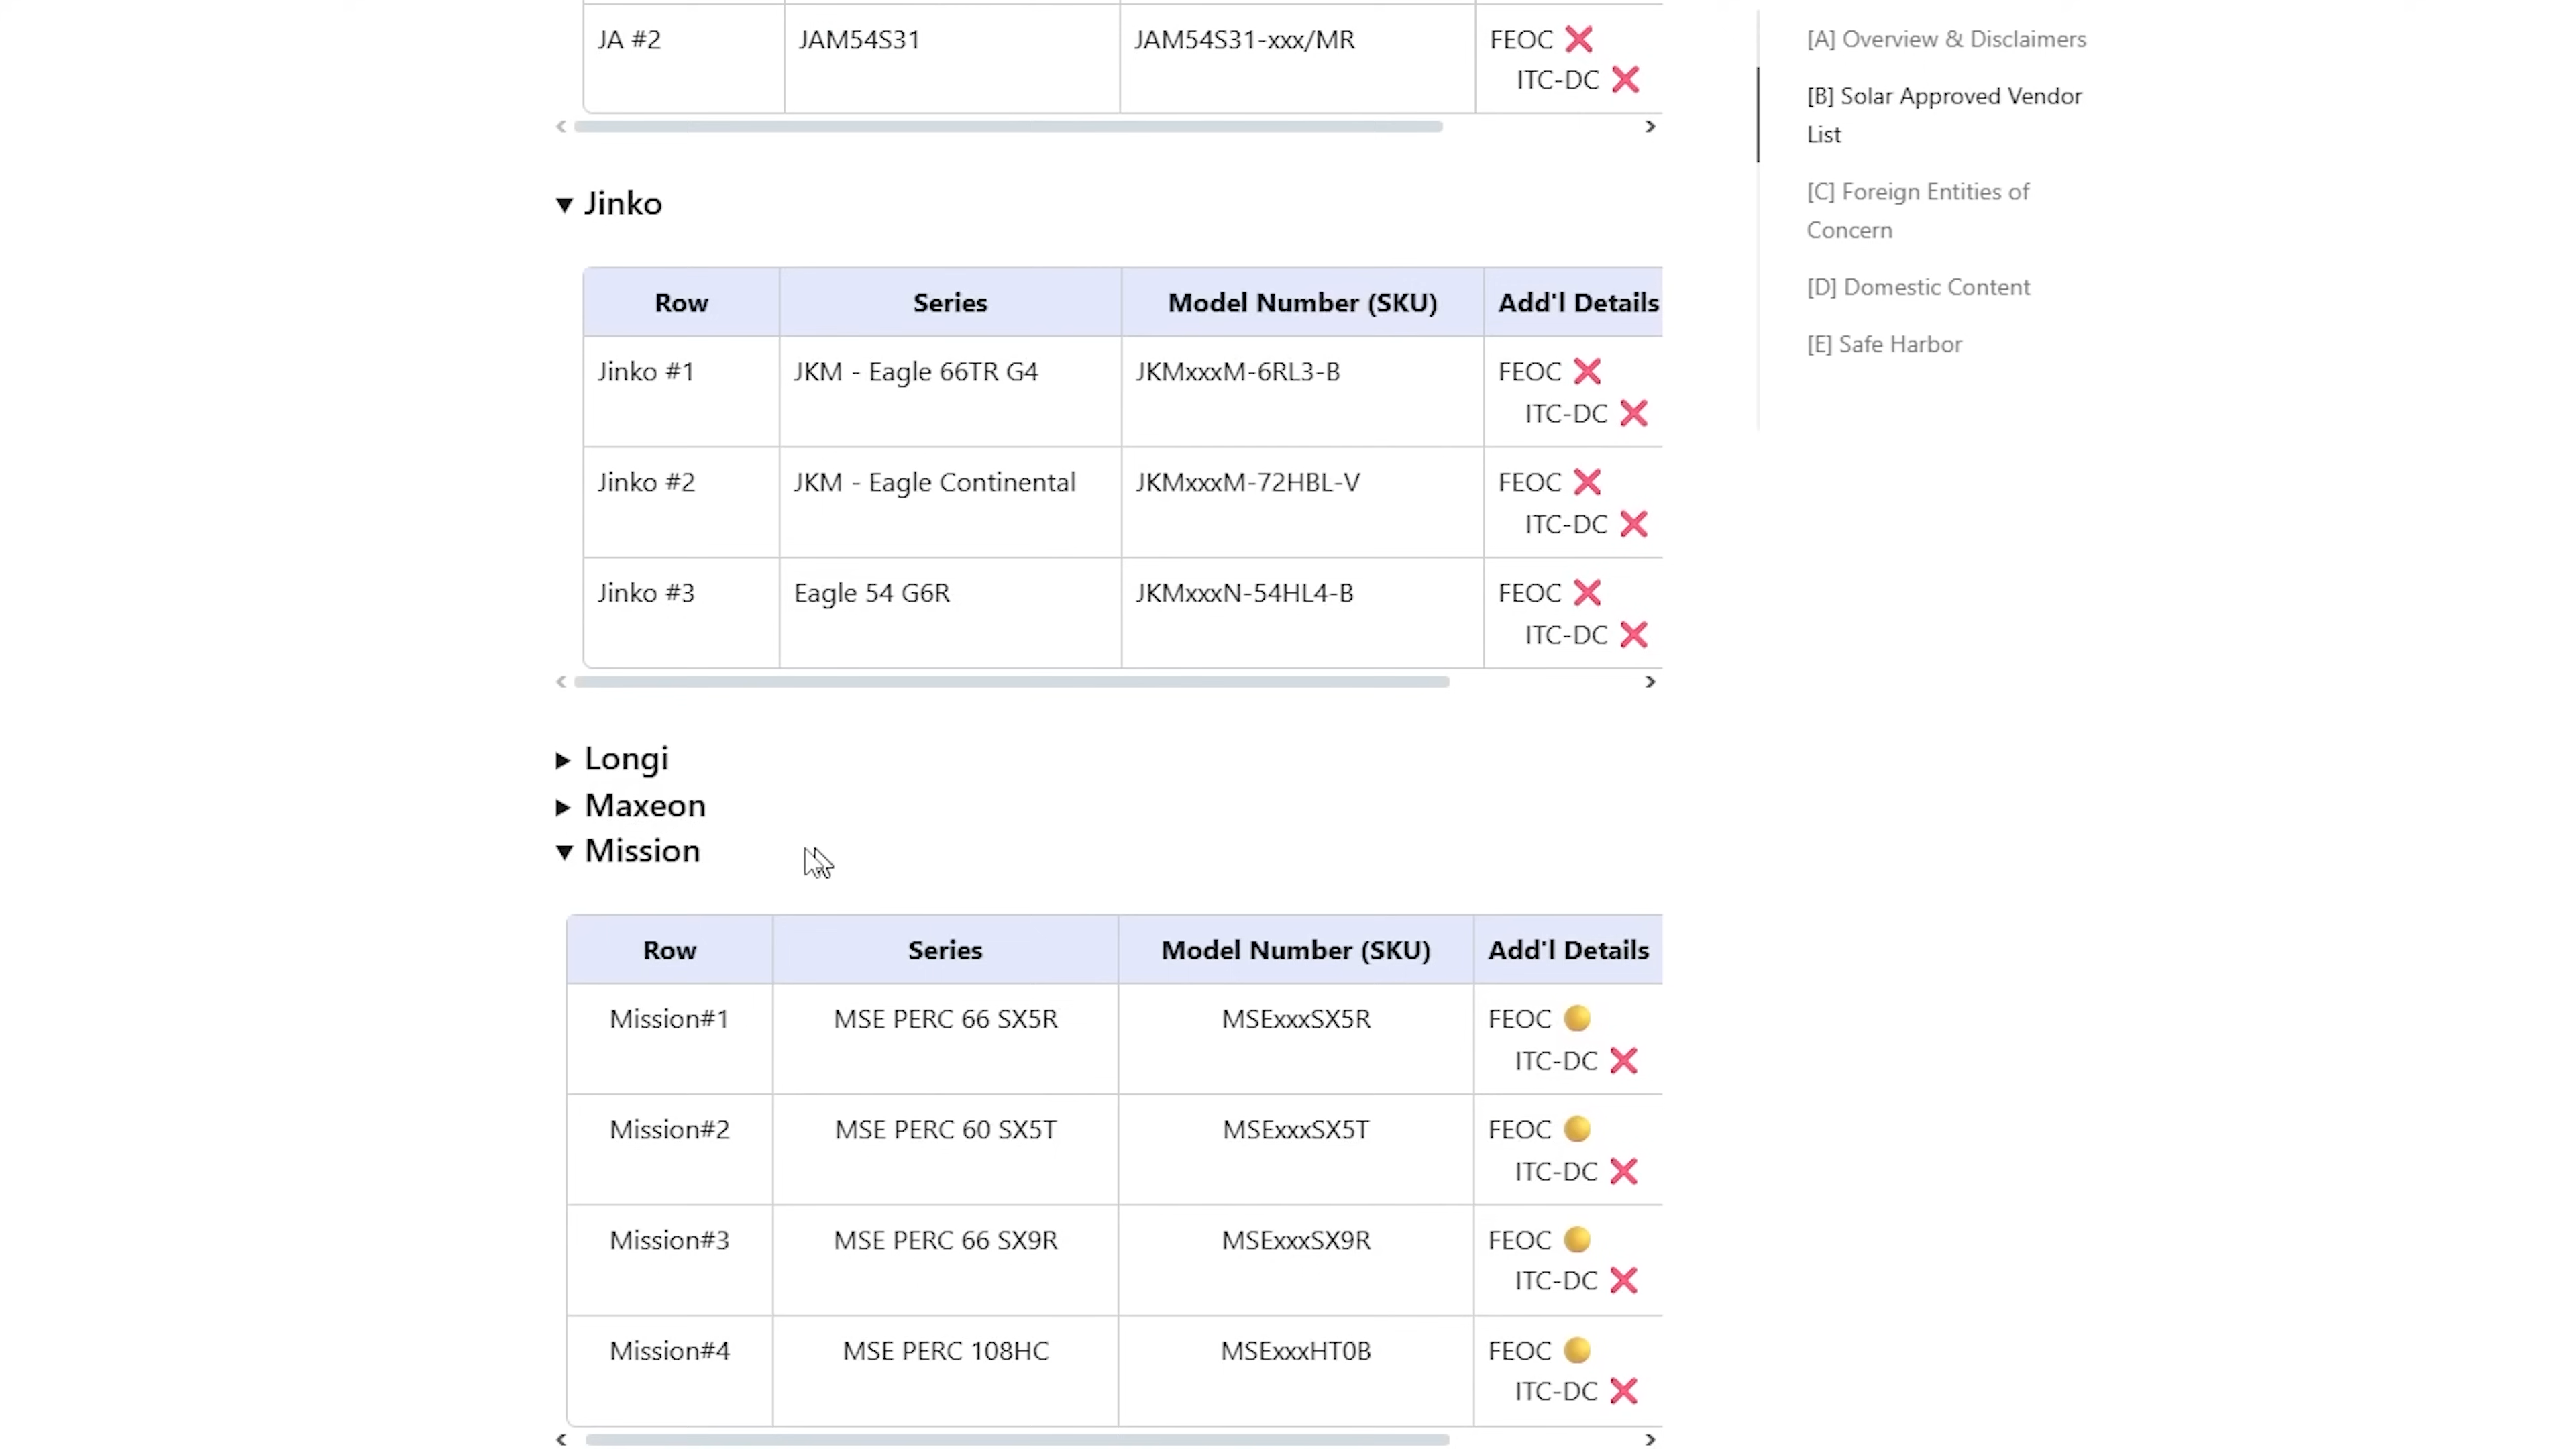 JA #2 JAM54S31 JAM54S31-xxx/MR FEOC ❌
ITC-DC ❌
Jinko
Row Series Model Number (SKU) Add'l Details
Jinko #1 JKM - Eagle 66TR G4 JKMxxxM-6RL3-B FEOC ❌
ITC-DC ❌
Jinko #2 JKM - Eagle Continental JKMxxxM-72HBL-V FEOC ❌
ITC-DC ❌
Jinko #3 Eagle 54 G6R JKMxxxN-54HL4-B FEOC ❌
ITC-DC ❌
Longi
Maxeon
Mission
Row Series Model Number (SKU) Add'l Details
Mission#1 MSE PERC 66 SX5R MSExxxSX5R FEOC 🟡
ITC-DC ❌
Mission#2 MSE PERC 60 SX5T MSExxxSX5T FEOC 🟡
ITC-DC ❌
Mission#3 MSE PERC 66 SX9R MSExxxSX9R FEOC 🟡
ITC-DC ❌
Mission#4 MSE PERC 108HC MSExxxHT0B FEOC 🟡
ITC-DC ❌
[A] Overview & Disclaimers
[B] Solar Approved Vendor
List
[C] Foreign Entities of
Concern
[D] Domestic Content
[E] Safe Harbor